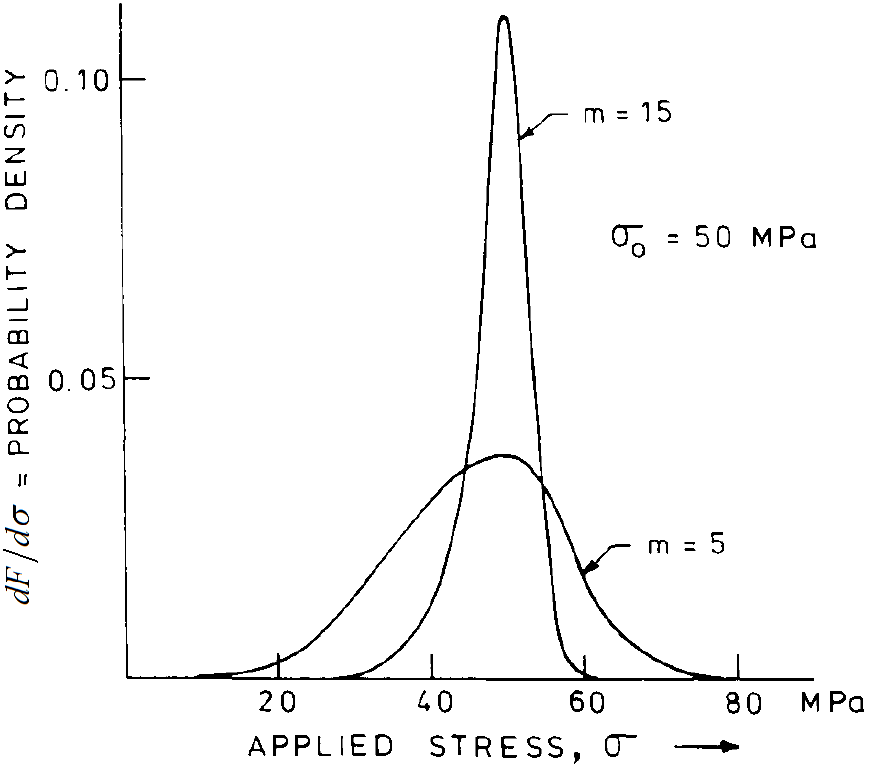 0.10
m = 15
σ₀ = 50 MPa
dF/dσ = PROBABILITY DENSITY
0.05
m = 5
20 40 60 80 MPa
APPLIED STRESS, σ →